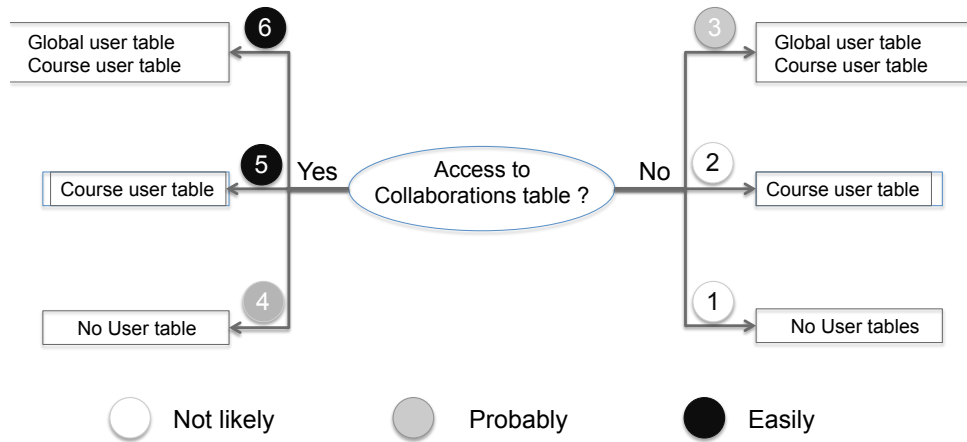 6
Global user table
Course user table
3
Global user table
Course user table
5
Yes
Course user table
Access to
Collaborations table ?
No
2
Course user table
4
No User table
1
No User tables
Not likely
Probably
Easily